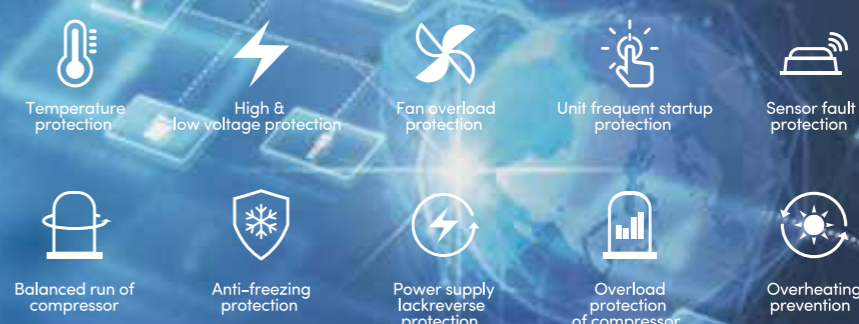 Temperature
protection
High &
low voltage protection
Fan overload
protection
Unit frequent startup
protection
Sensor fault
protection
Balanced run of
compressor
Anti-freezing
protection
Power supply
lackreverse
protection
Overload
protection
of compressor
Overheating
prevention